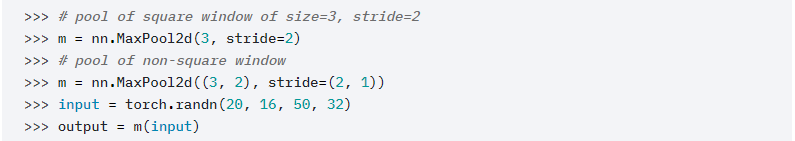 >>> # pool of square window of size=3, stride=2
>>> m = nn.MaxPool2d(3, stride=2)
>>> # pool of non-square window
>>> m = nn.MaxPool2d((3, 2), stride=(2, 1))
>>> input = torch.randn(20, 16, 50, 32)
>>> output = m(input)